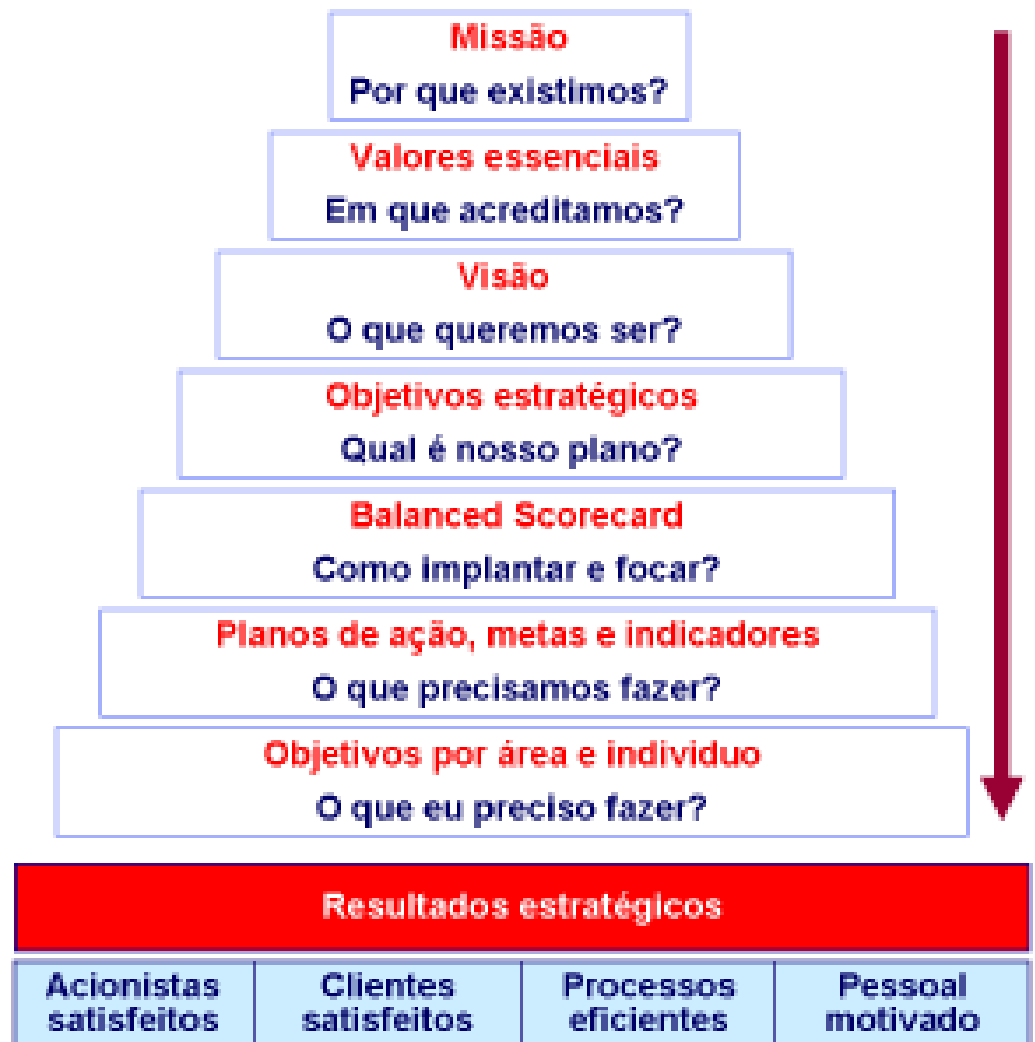 Missão
Por que existimos?
Valores essenciais
Em que acreditamos?
Visão
O que queremos ser?
Objetivos estratégicos
Qual é nosso plano?
Balanced Scorecard
Como implantar e focar?
Planos de ação, metas e indicadores
O que precisamos fazer?
Objetivos por área e individuo
O que eu preciso fazer?
Resultados estratégicos
Acionistas
satisfeitos
Clientes
satisfeitos
Processos
eficientes
Pessoal
motivado